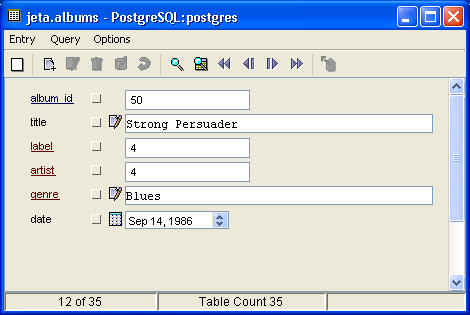 jeta.albums - PostgreSQL:postgres
Entry Query Options
album_id 50
title Strong Persuader
label 4
artist 4
genre Blues
date Sep 14, 1986
12 of 35 Table Count 35